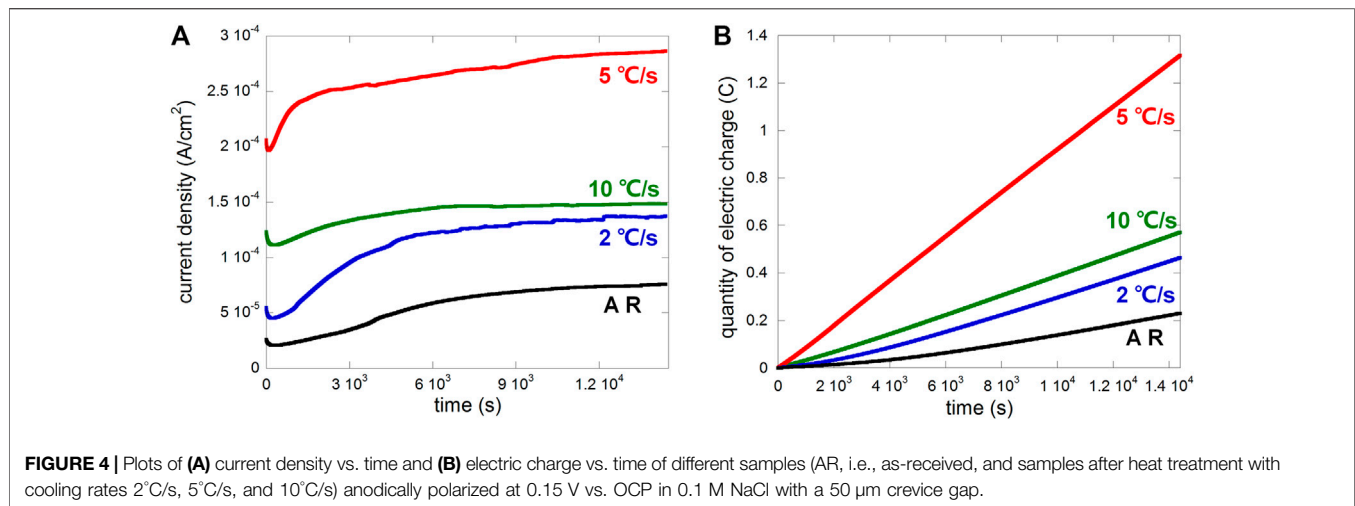 A
3 10⁻⁴
2.5 10⁻⁴
2 10⁻⁴
1.5 10⁻⁴
1 10⁻⁴
5 10⁻⁵
0
current density (A/cm²)
5 °C/s
10 °C/s
2 °C/s
A R
0
3 10³
6 10³
9 10³
1.2 10⁴
time (s)
B
1.4
1.2
1
0.8
0.6
0.4
0.2
0
quantity of electric charge (C)
5 °C/s
10 °C/s
2 °C/s
A R
0
2 10³
4 10³
6 10³
8 10³
1 10⁴
1.2 10⁴
1.4 10⁴
time (s)
FIGURE 4 | Plots of (A) current density vs. time and (B) electric charge vs. time of different samples (AR, i.e., as-received, and samples after heat treatment with
cooling rates 2°C/s, 5°C/s, and 10°C/s) anodically polarized at 0.15 V vs. OCP in 0.1 M NaCl with a 50 μm crevice gap.